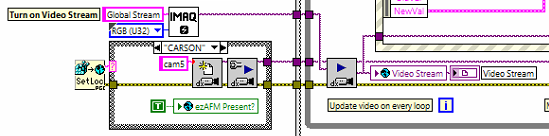 NewVal
Turn on Video Stream
Global Stream
IMAQ
RGB (U32)
"CARSON"
cam5
SetLoc
Video Stream
Video Stream
T
ezAFM Present?
Update video on every loop
i